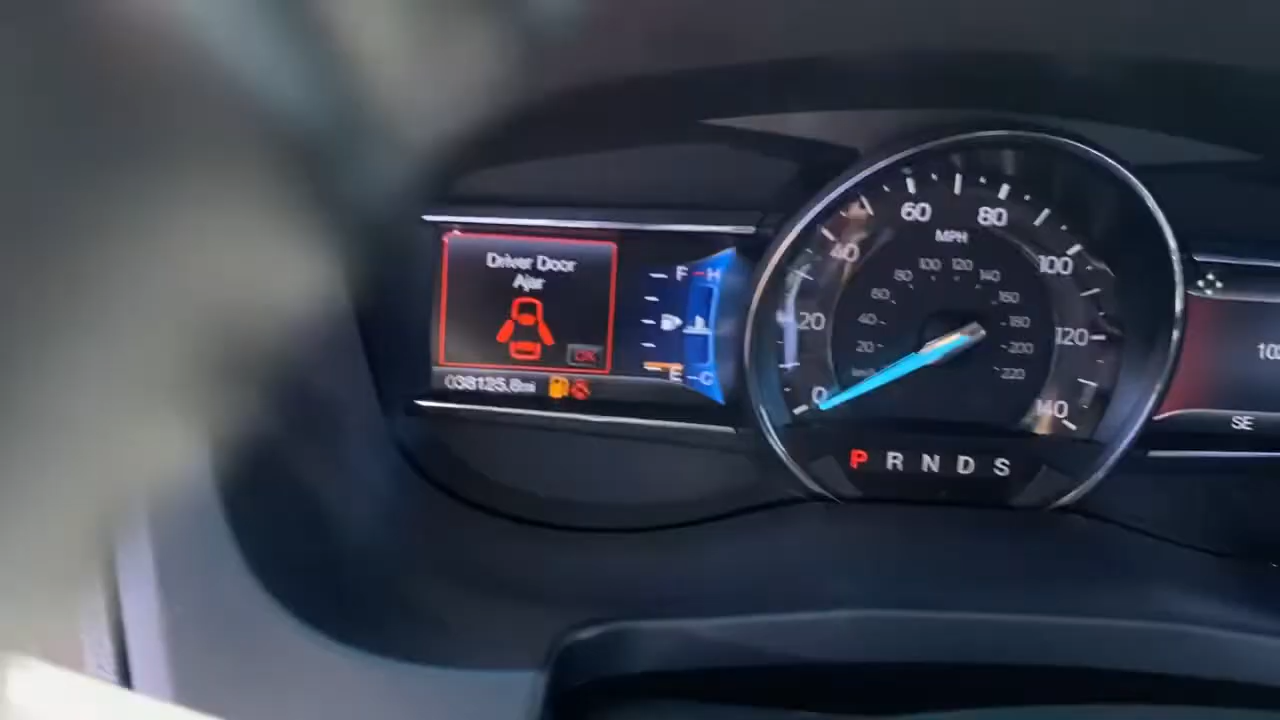 Driver Door
Ajar
OK
038125.8mi
F H
E C
0 20 40 60 80 100 120 140
MPH
km/h 20 40 60 80 100 120 140 160 180 200 220
P R N D S
SE